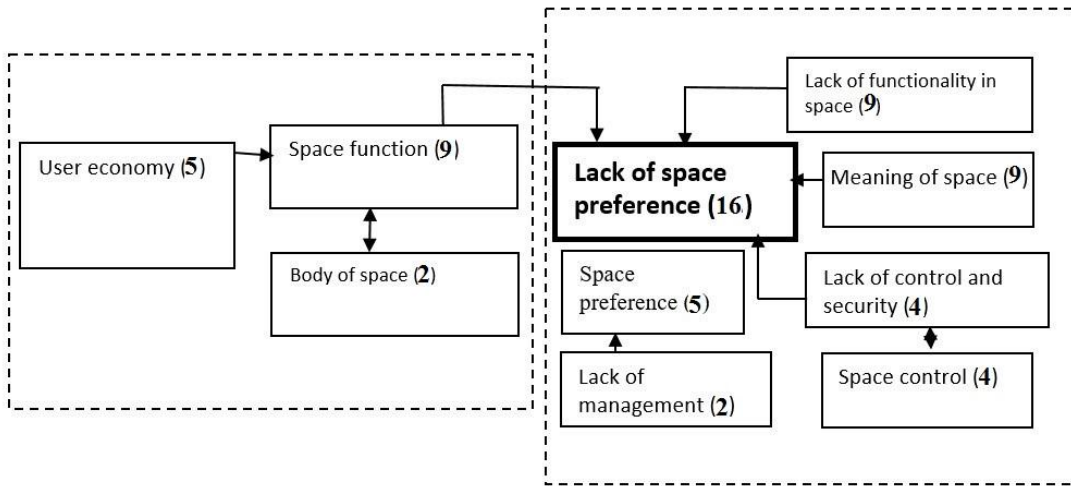 User economy (5)
Space function (9)
Body of space (2)
Lack of space
preference (16)
Space
preference (5)
Lack of
management (2)
Lack of functionality in
space (9)
Meaning of space (9)
Lack of control and
security (4)
Space control (4)